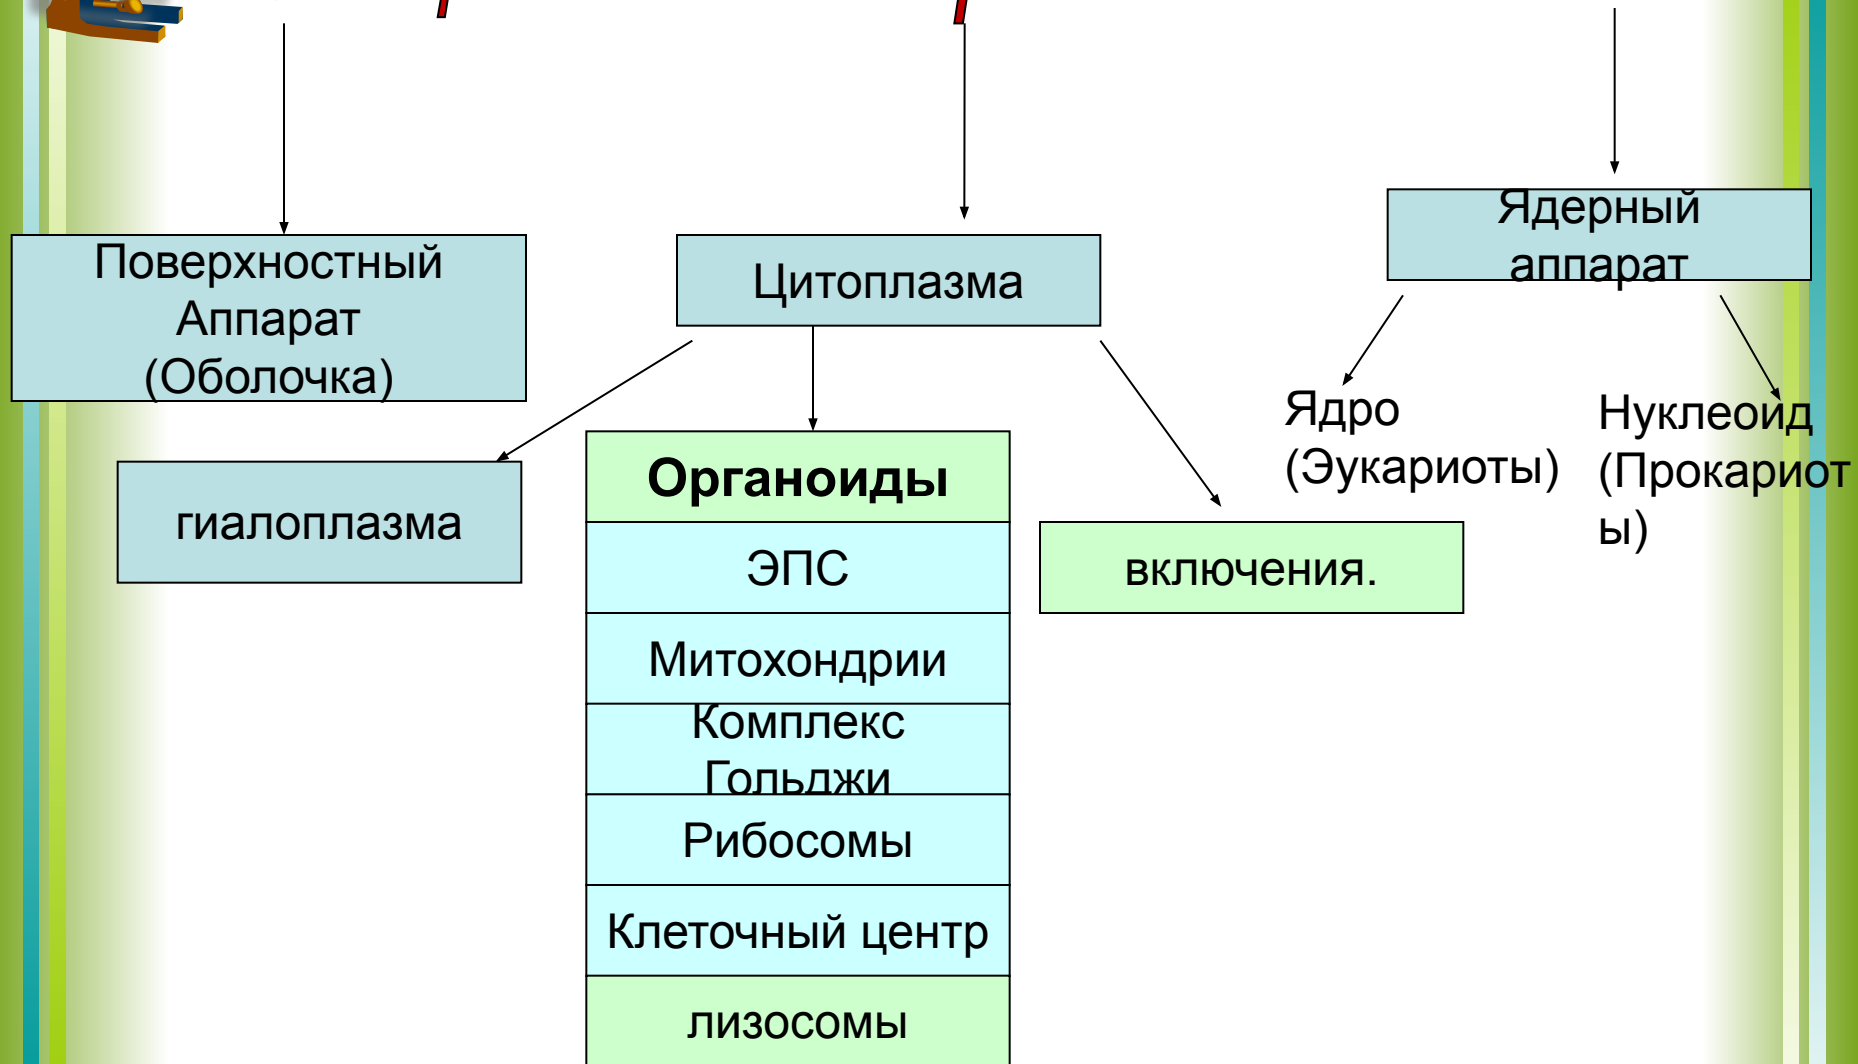 Поверхностный
Аппарат
(Оболочка)
Цитоплазма
Ядерный
аппарат
Ядро
(Эукариоты)
Нуклеоид
(Прокариот
ы)
гиалоплазма
Органоиды
ЭПС
Митохондрии
Комплекс
Гольджи
Рибосомы
Клеточный центр
лизосомы
включения.